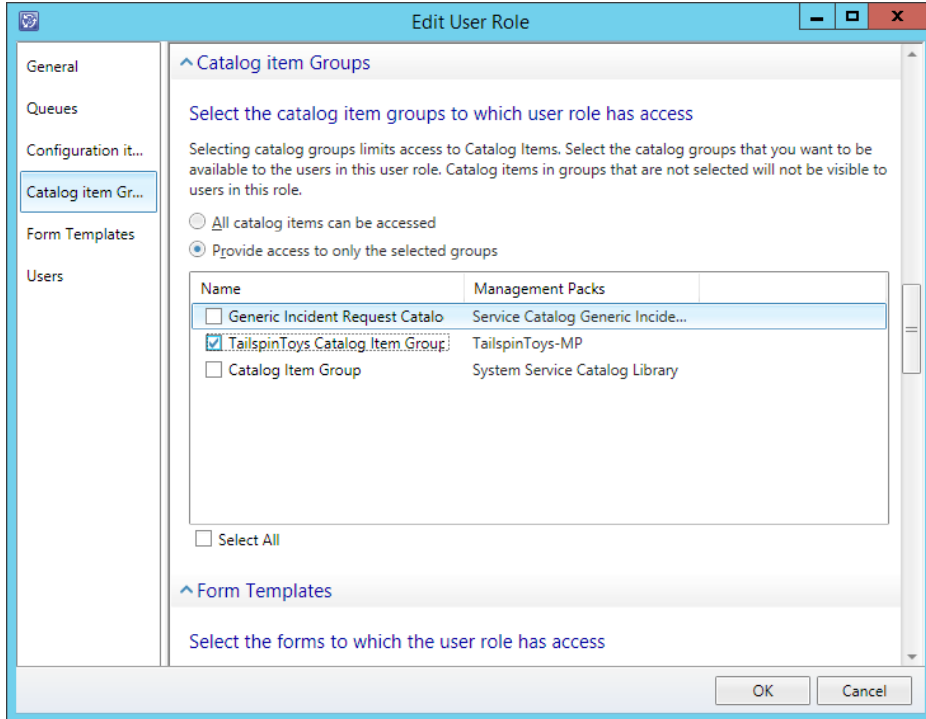 Edit User Role
General
Queues
Configuration it...
Catalog item Gr...
Form Templates
Users
Catalog item Groups
Select the catalog item groups to which user role has access
Selecting catalog groups limits access to Catalog Items. Select the catalog groups that you want to be
available to the users in this user role. Catalog items in groups that are not selected will not be visible to
users in this role.
All catalog items can be accessed
Provide access to only the selected groups
Name Management Packs
Generic Incident Request Catalo Service Catalog Generic Incide...
TailspinToys Catalog Item Group TailspinToys-MP
Catalog Item Group System Service Catalog Library
Select All
Form Templates
Select the forms to which the user role has access
OK Cancel